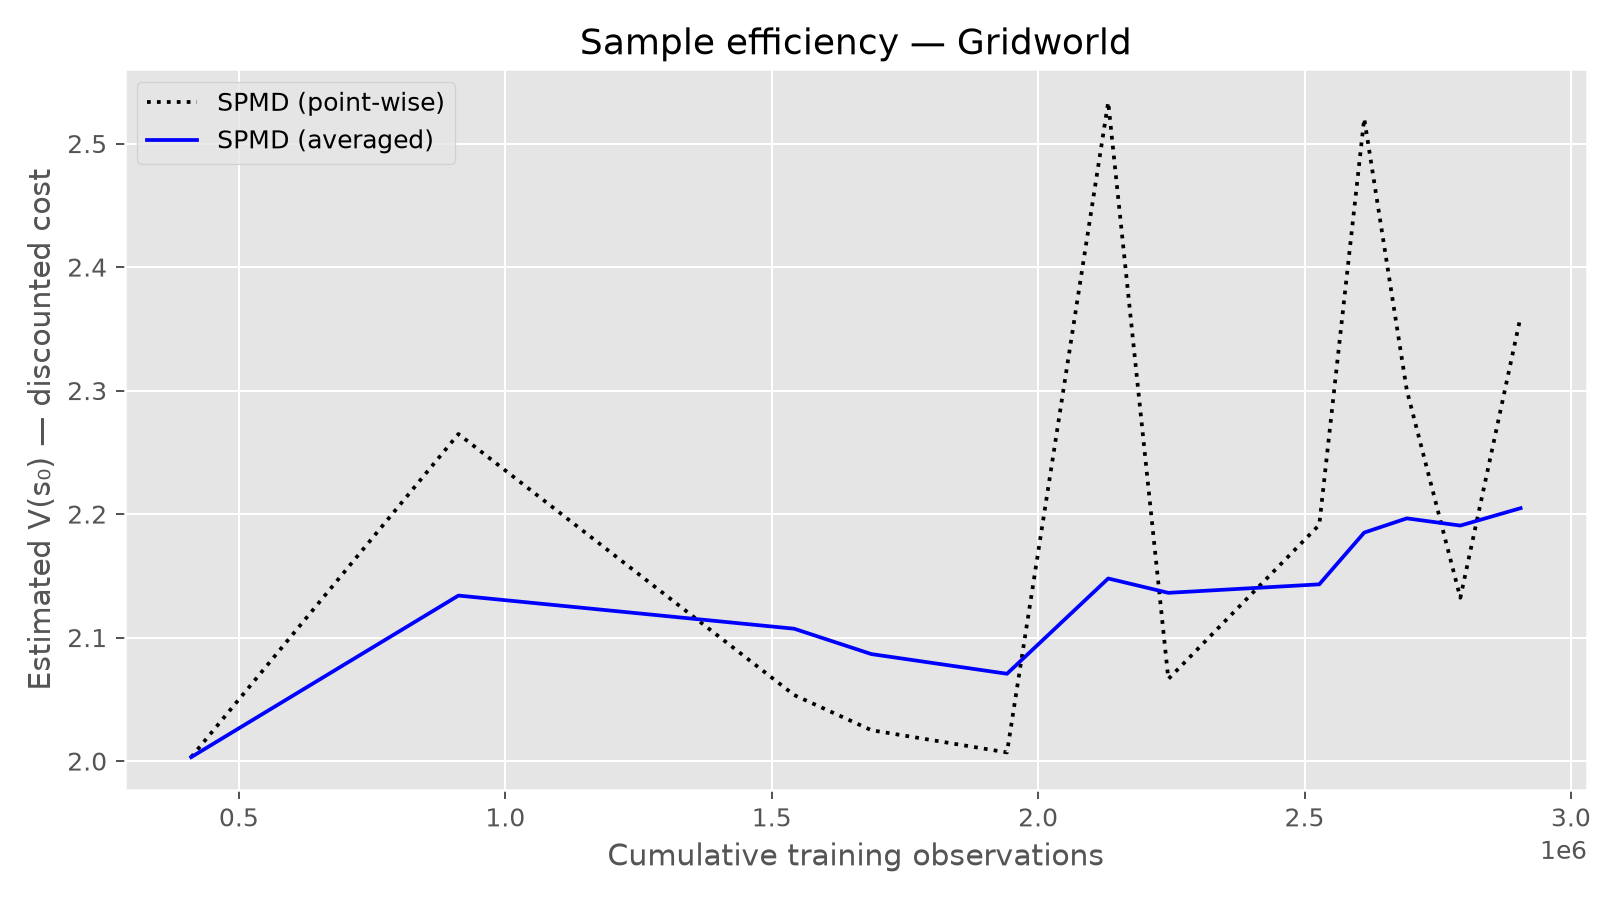 Sample efficiency — Gridworld
SPMD (point-wise)
SPMD (averaged)
Estimated V(s₀) — discounted cost
2.5
2.4
2.3
2.2
2.1
2.0
0.5 1.0 1.5 2.0 2.5 3.0
1e6
Cumulative training observations